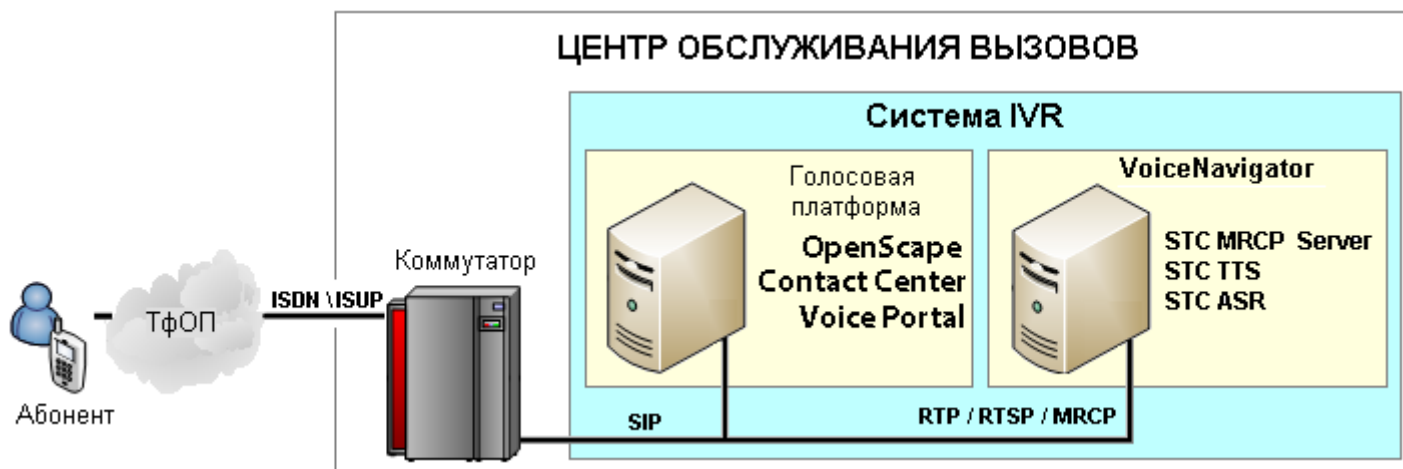 ЦЕНТР ОБСЛУЖИВАНИЯ ВЫЗОВОВ
Система IVR
Голосовая
платформа
OpenScape
Contact Center
Voice Portal
VoiceNavigator
STC MRCP Server
STC TTS
STC ASR
Коммутатор
ISDN \ISUP
ТфОП
Абонент
SIP
RTP / RTSP / MRCP